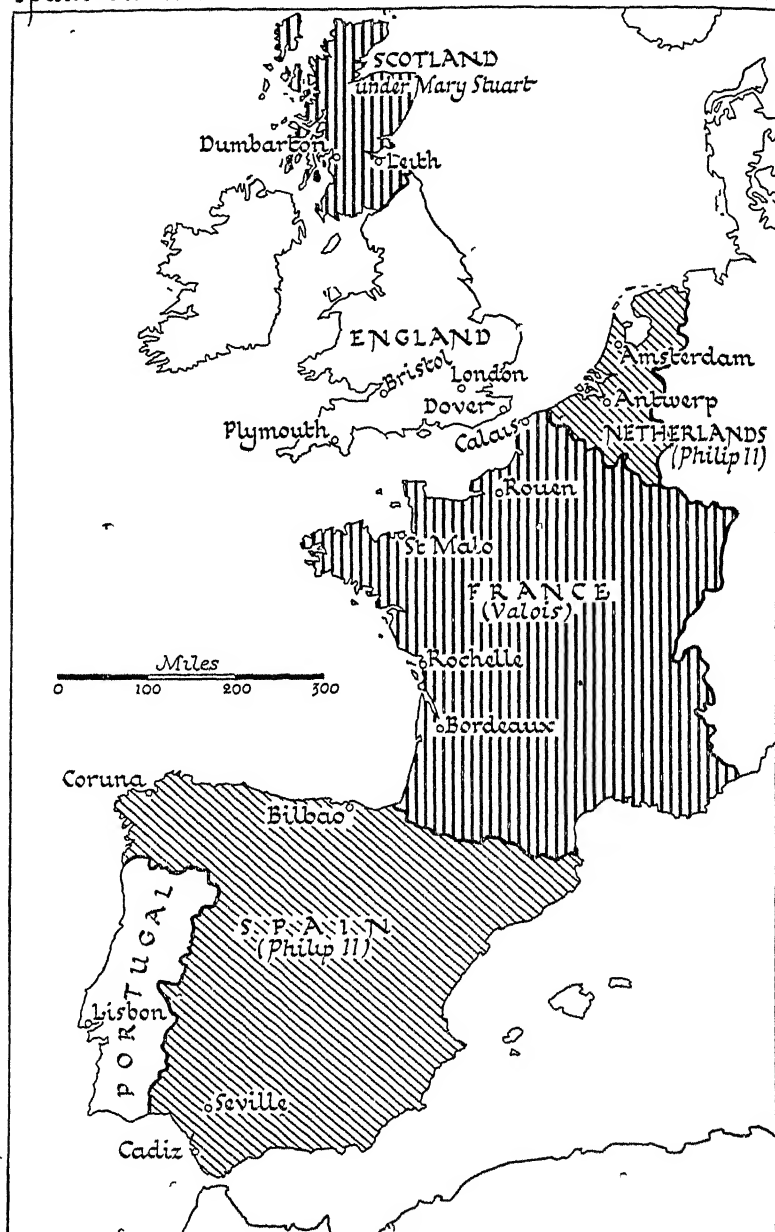 SCOTLAND
under Mary Stuart
Dumbarton
Leith
ENGLAND
Bristol
London
Dover
Plymouth
Calais
Amsterdam
Antwerp
NETHERLANDS
(Philip II)
Rouen
St Malo
FRANCE
(Valois)
Rochelle
Miles
0 100 200 300
Bordeaux
Coruna
Bilbao
SPAIN
(Philip II)
PORTUGAL
Lisbon
Seville
Cadiz